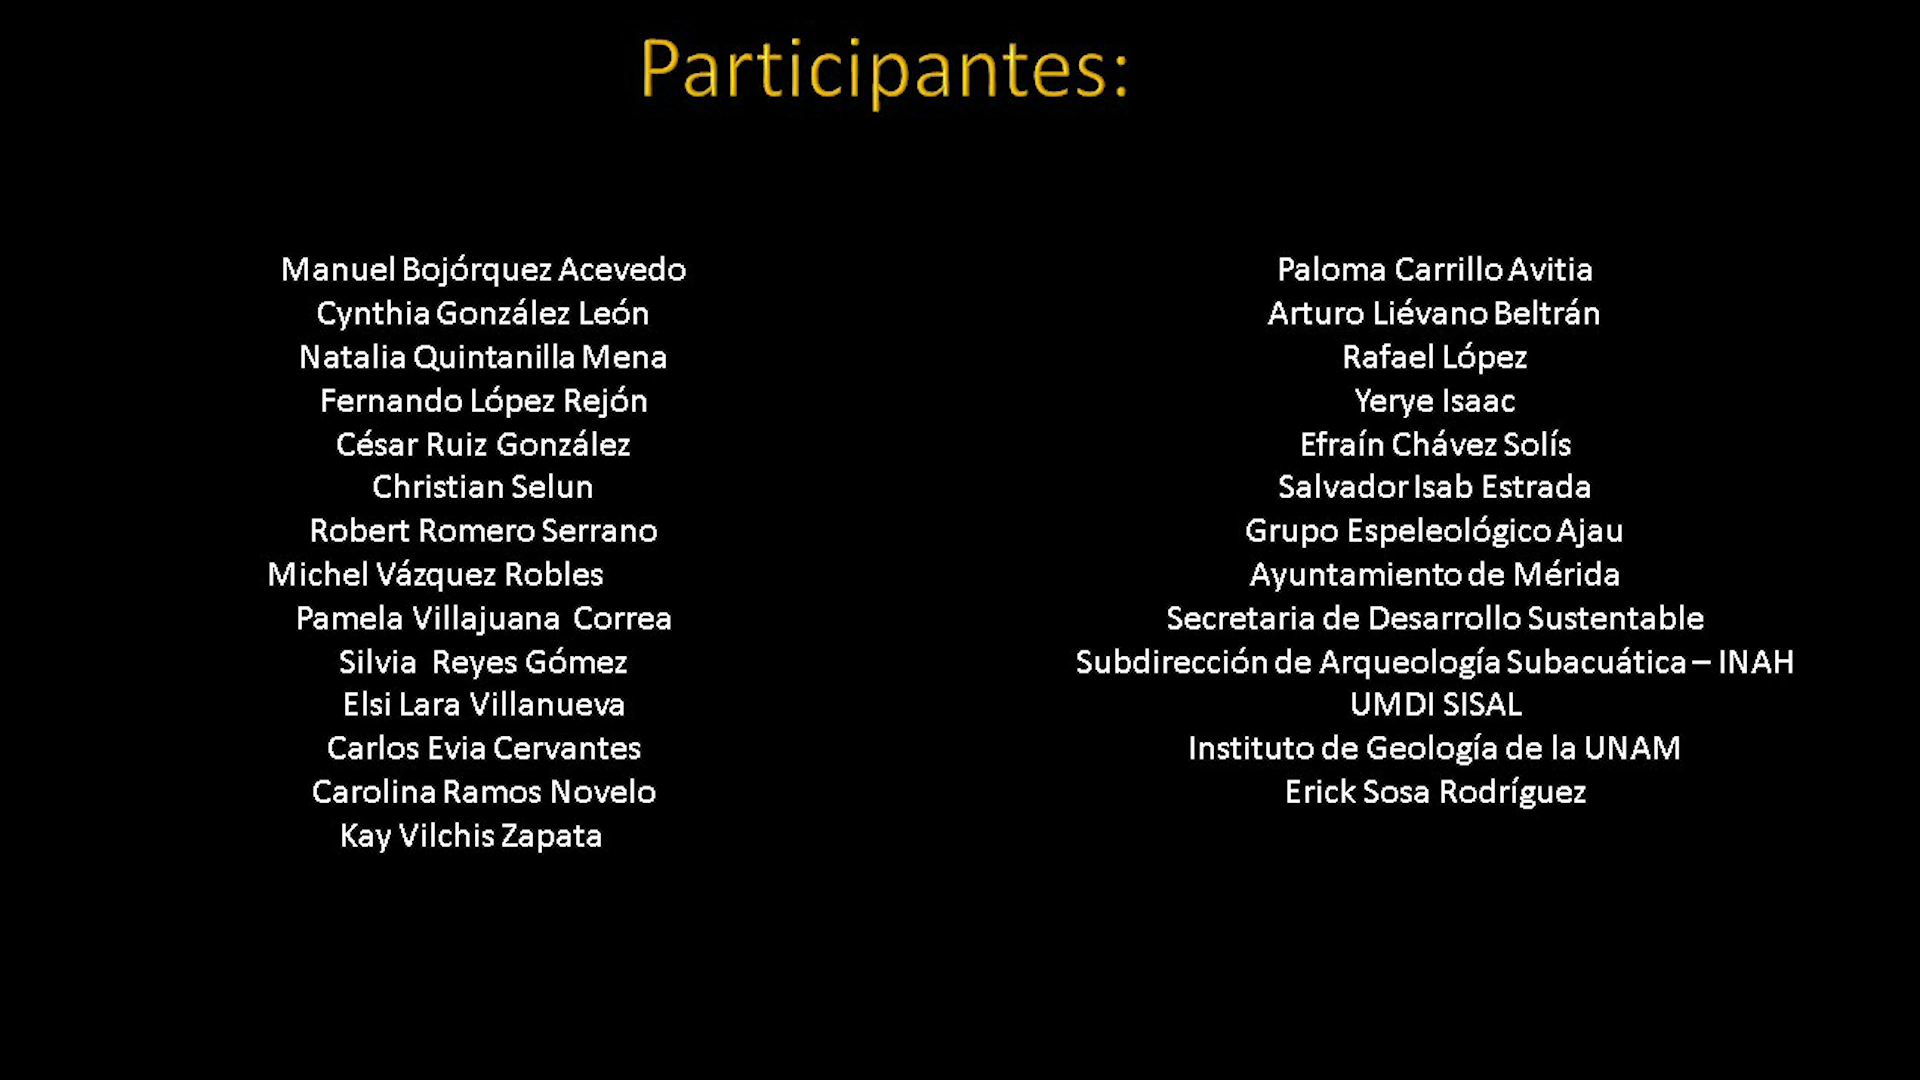 Participantes:
Manuel Bojórquez Acevedo
Cynthia González León
Natalia Quintanilla Mena
Fernando López Rejón
César Ruiz González
Christian Selun
Robert Romero Serrano
Michel Vázquez Robles
Pamela Villajuana Correa
Silvia Reyes Gómez
Elsi Lara Villanueva
Carlos Evia Cervantes
Carolina Ramos Novelo
Kay Vilchis Zapata
Paloma Carrillo Avitia
Arturo Liévano Beltrán
Rafael López
Yerye Isaac
Efraín Chávez Solís
Salvador Isab Estrada
Grupo Espeleológico Ajau
Ayuntamiento de Mérida
Secretaria de Desarrollo Sustentable
Subdirección de Arqueología Subacuática – INAH
UMDI SISAL
Instituto de Geología de la UNAM
Erick Sosa Rodríguez